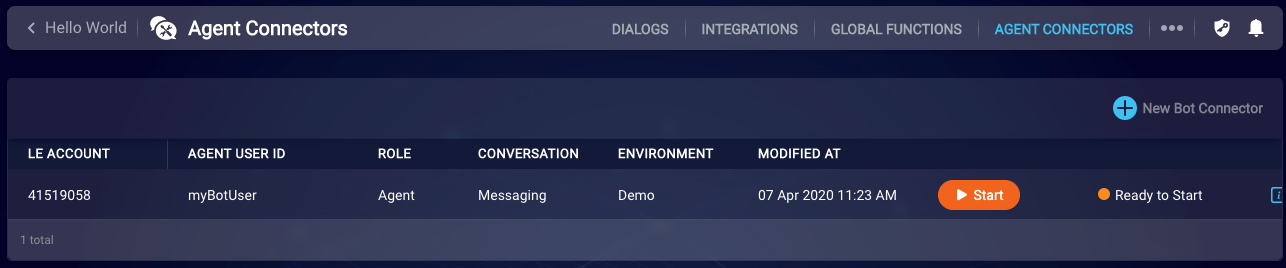 Hello World Agent Connectors DIALOGS INTEGRATIONS GLOBAL FUNCTIONS AGENT CONNECTORS
New Bot Connector
LE ACCOUNT AGENT USER ID ROLE CONVERSATION ENVIRONMENT MODIFIED AT
41519058 myBotUser Agent Messaging Demo 07 Apr 2020 11:23 AM Start Ready to Start
1 total